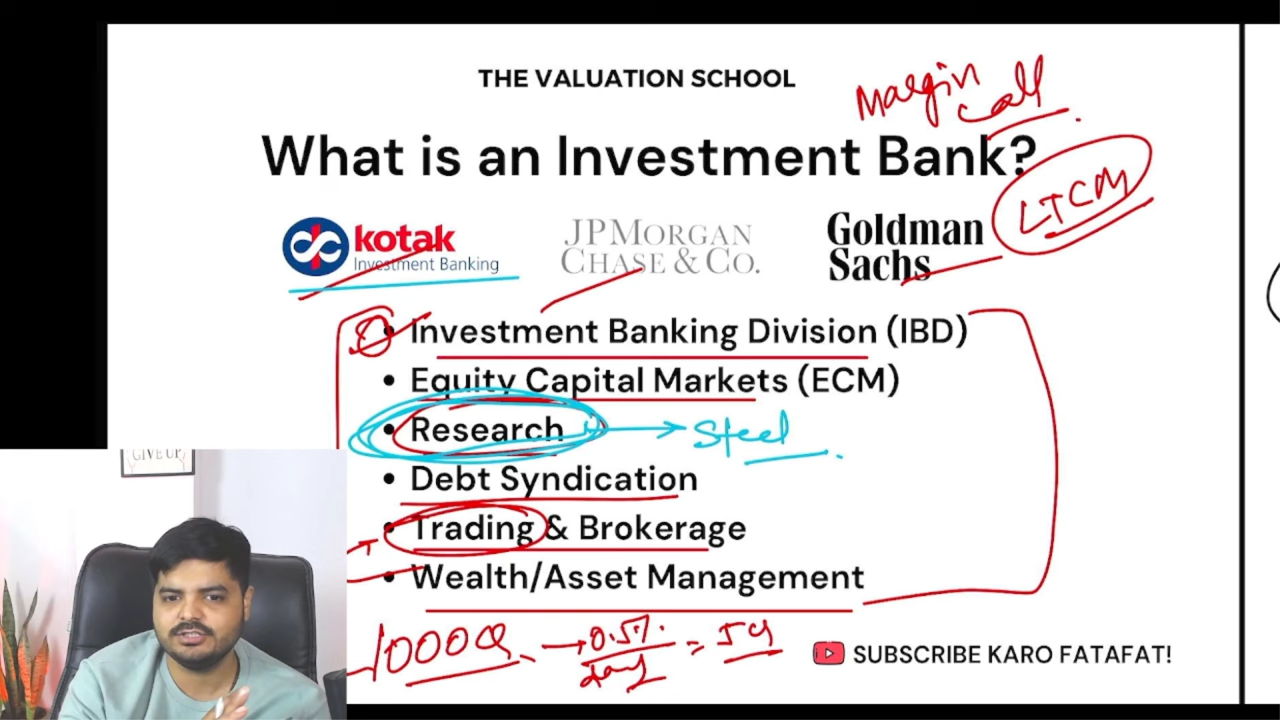 THE VALUATION SCHOOL
Margin
call
What is an Investment Bank?
LTCM
kotak
Investment Banking
JPMORGAN
CHASE & CO.
Goldman
Sachs
• Investment Banking Division (IBD)
• Equity Capital Markets (ECM)
• Research → Steel
• Debt Syndication
• Trading & Brokerage
• Wealth/Asset Management
GIVE UP
1000 → 0.5% =
day
SUBSCRIBE KARO FATAFAT!